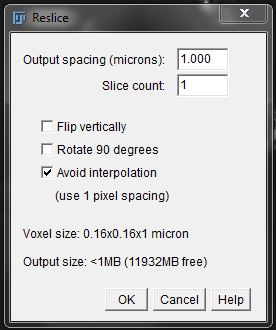 Reslice
Output spacing (microns): 1.000
Slice count: 1
Flip vertically
Rotate 90 degrees
Avoid interpolation
(use 1 pixel spacing)
Voxel size: 0.16x0.16x1 micron
Output size: <1MB (11932MB free)
OK Cancel Help